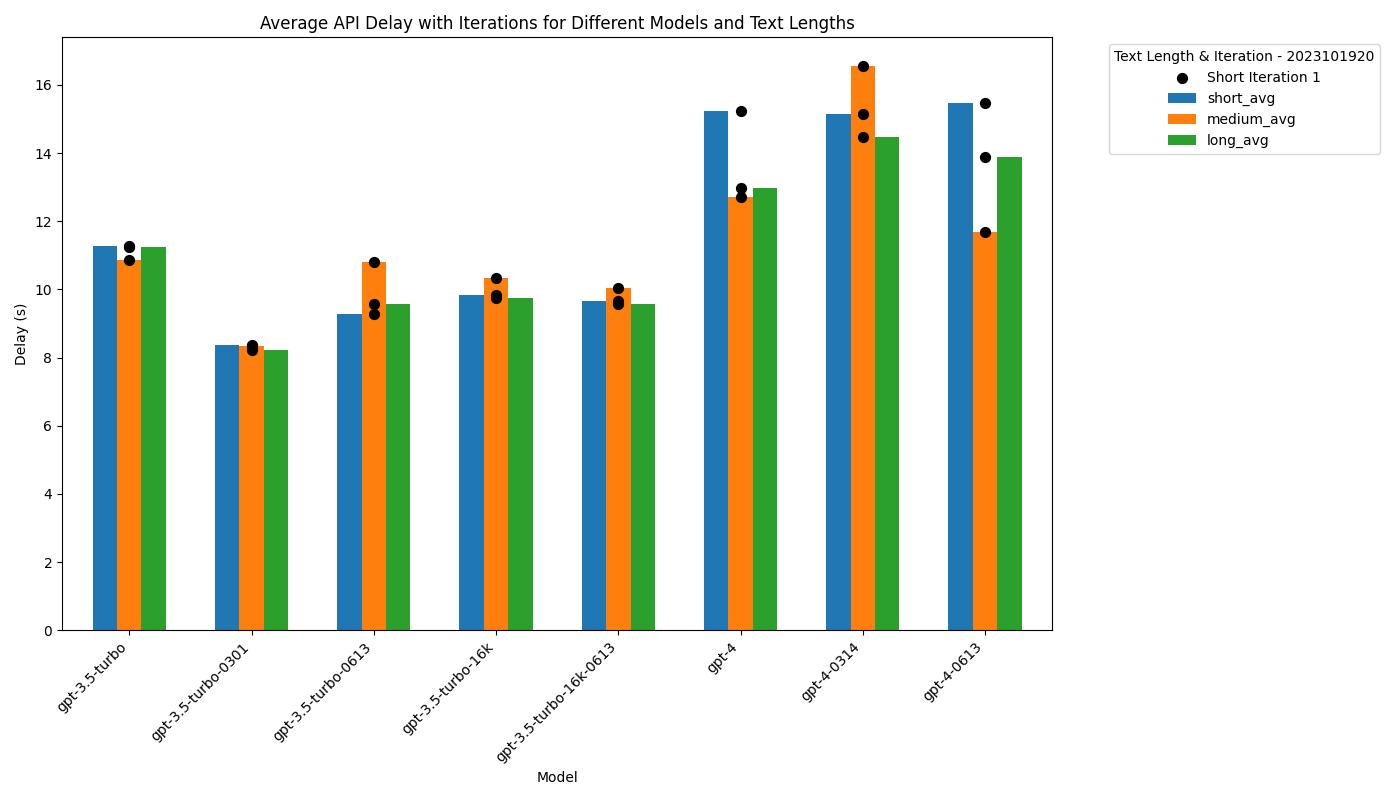 Average API Delay with Iterations for Different Models and Text Lengths
Text Length & Iteration - 2023101920
Short Iteration 1
short_avg
medium_avg
long_avg
Delay (s)
16
14
12
10
8
6
4
2
0
gpt-3.5-turbo
gpt-3.5-turbo-0301
gpt-3.5-turbo-0613
gpt-3.5-turbo-16k
gpt-3.5-turbo-16k-0613
gpt-4
gpt-4-0314
gpt-4-0613
Model